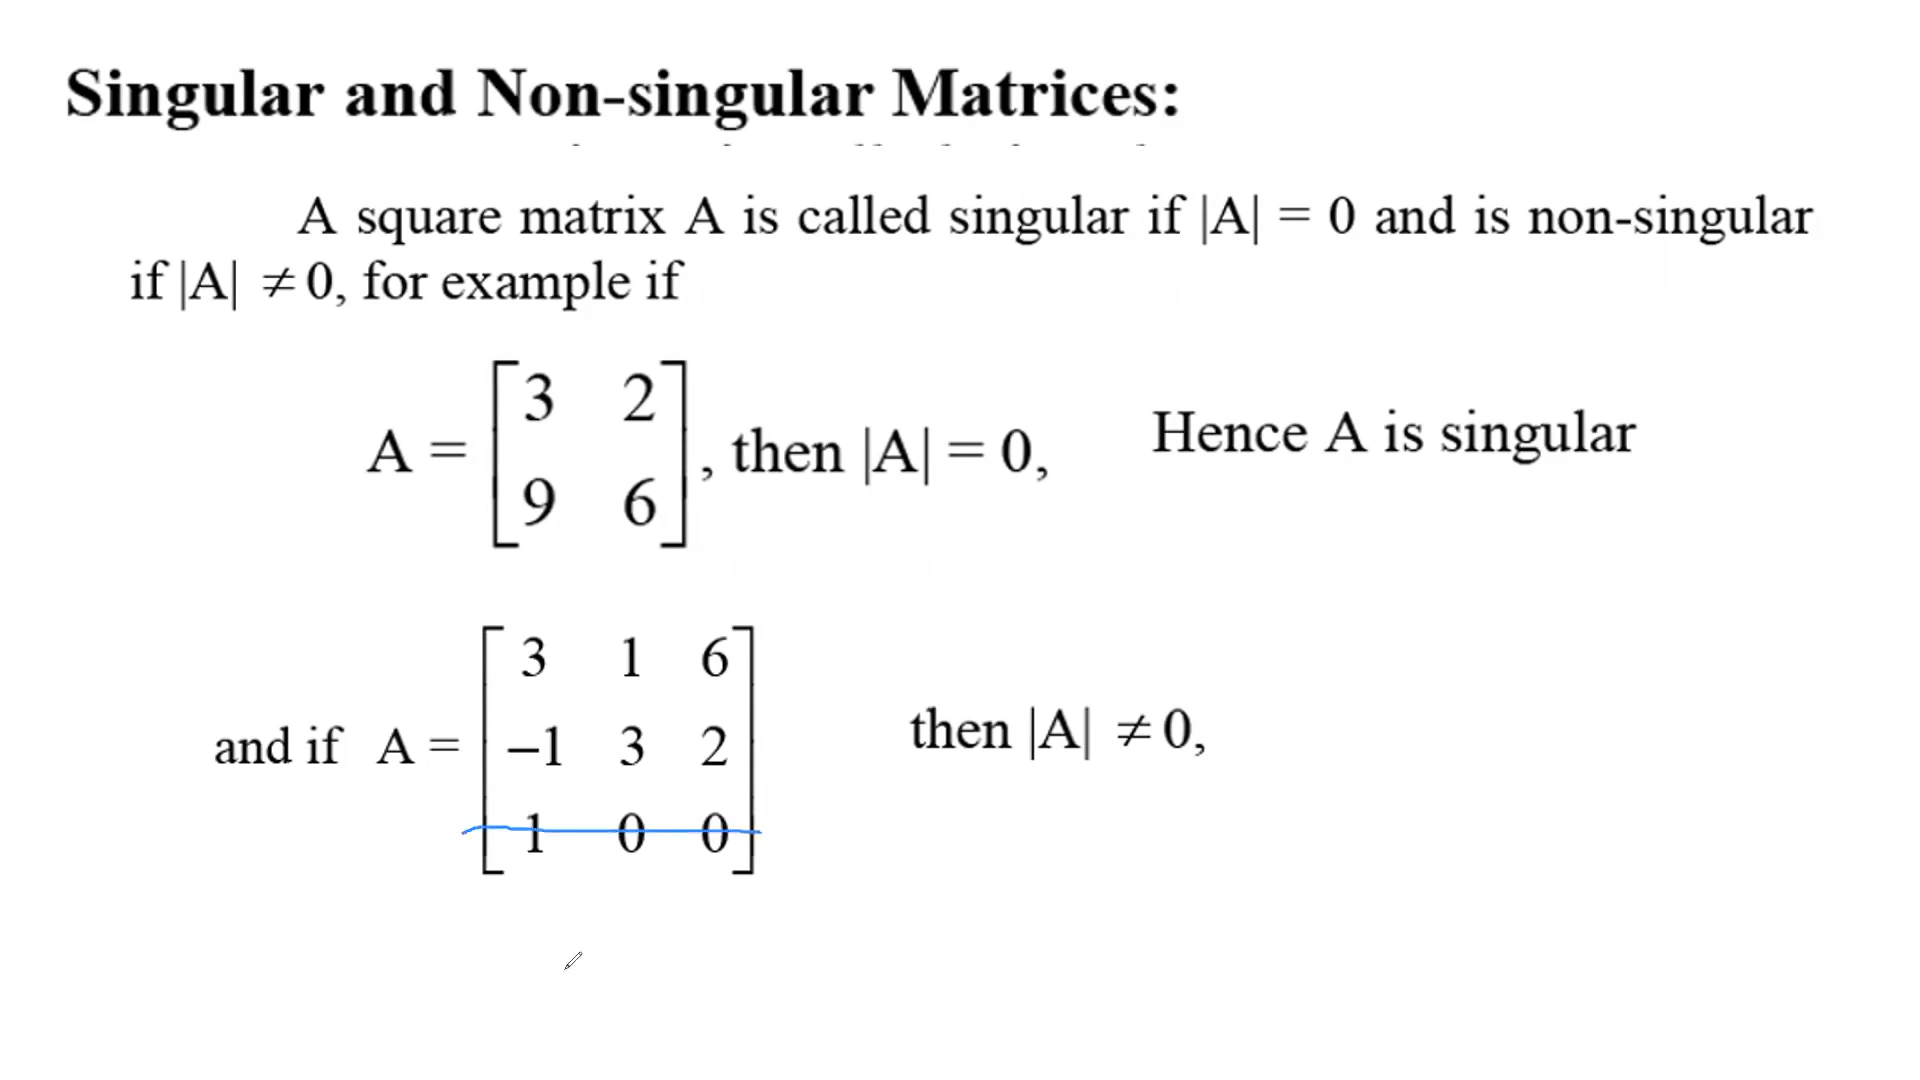 Singular and Non-singular Matrices:
A square matrix A is called singular if |A| = 0 and is non-singular
if |A| ≠ 0, for example if
3 2
A = , then |A| = 0, Hence A is singular
9 6
3 1 6
and if A = –1 3 2 then |A| ≠ 0,
1 0 0